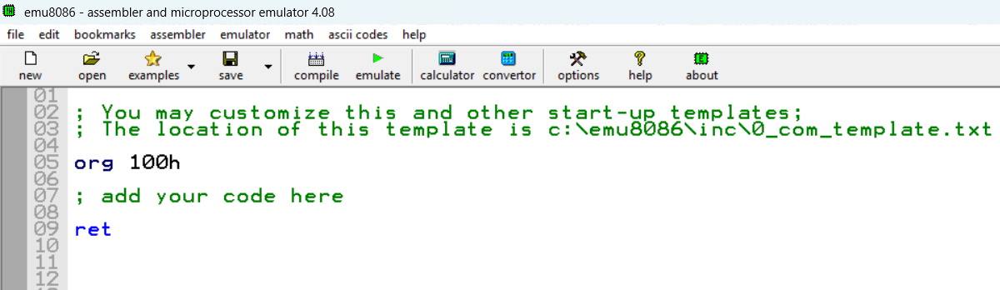 emu8086 - assembler and microprocessor emulator 4.08
file edit bookmarks assembler emulator math ascii codes help
new open examples save compile emulate calculator convertor options help about
01
02 ; You may customize this and other start-up templates;
03 ; The location of this template is c:\emu8086\inc\0_com_template.txt
04
05 org 100h
06
07 ; add your code here
08
09 ret
10
11
12